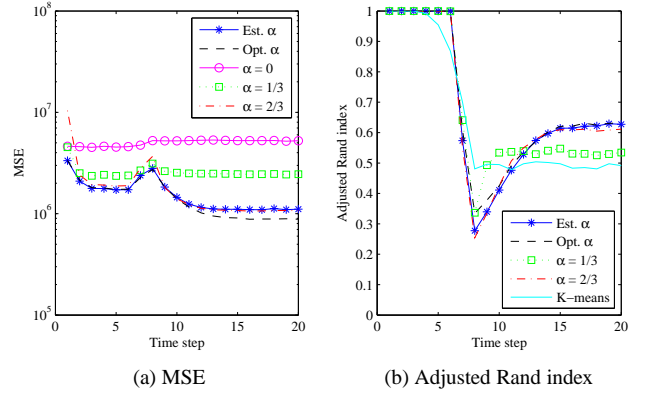 10^8
10^7
10^6
10^5
MSE
0 5 10 15 20
Time step
Est. α
Opt. α
α = 0
α = 1/3
α = 2/3
(a) MSE
1
0.9
0.8
0.7
0.6
0.5
0.4
0.3
0.2
0.1
0
Adjusted Rand index
0 5 10 15 20
Time step
Est. α
Opt. α
α = 1/3
α = 2/3
K−means
(b) Adjusted Rand index